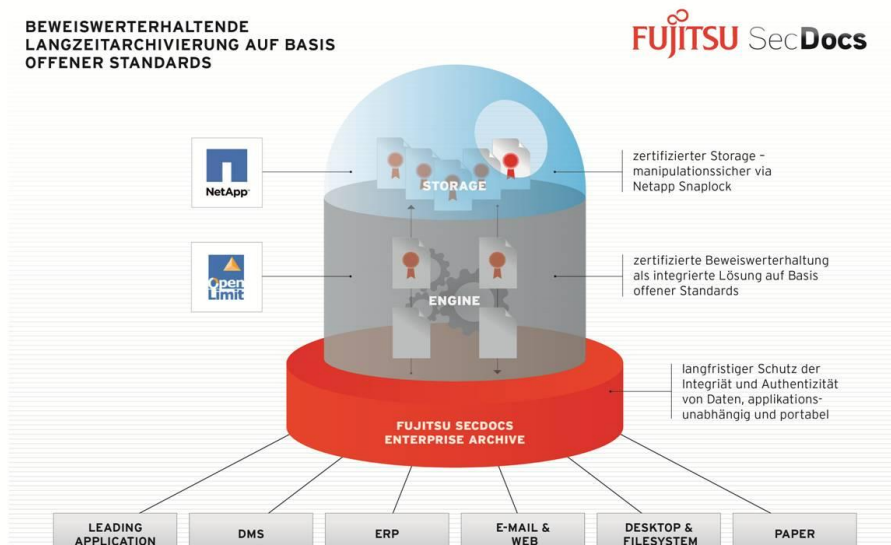 BEWEISWERTERHALTENDE
LANGZEITARCHIVIERUNG AUF BASIS
OFFENER STANDARDS
FUJITSU SecDocs
NetApp
STORAGE
zertifizierter Storage –
manipulationssicher via
Netapp Snaplock
Open
Limit
ENGINE
zertifizierte Beweiswerterhaltung
als integrierte Lösung auf Basis
offener Standards
langfristiger Schutz der
Integriät und Authentizität
von Daten, applikations-
unabhängig und portabel
FUJITSU SECDOCS
ENTERPRISE ARCHIVE
LEADING
APPLICATION
DMS
ERP
E-MAIL &
WEB
DESKTOP &
FILESYSTEM
PAPER